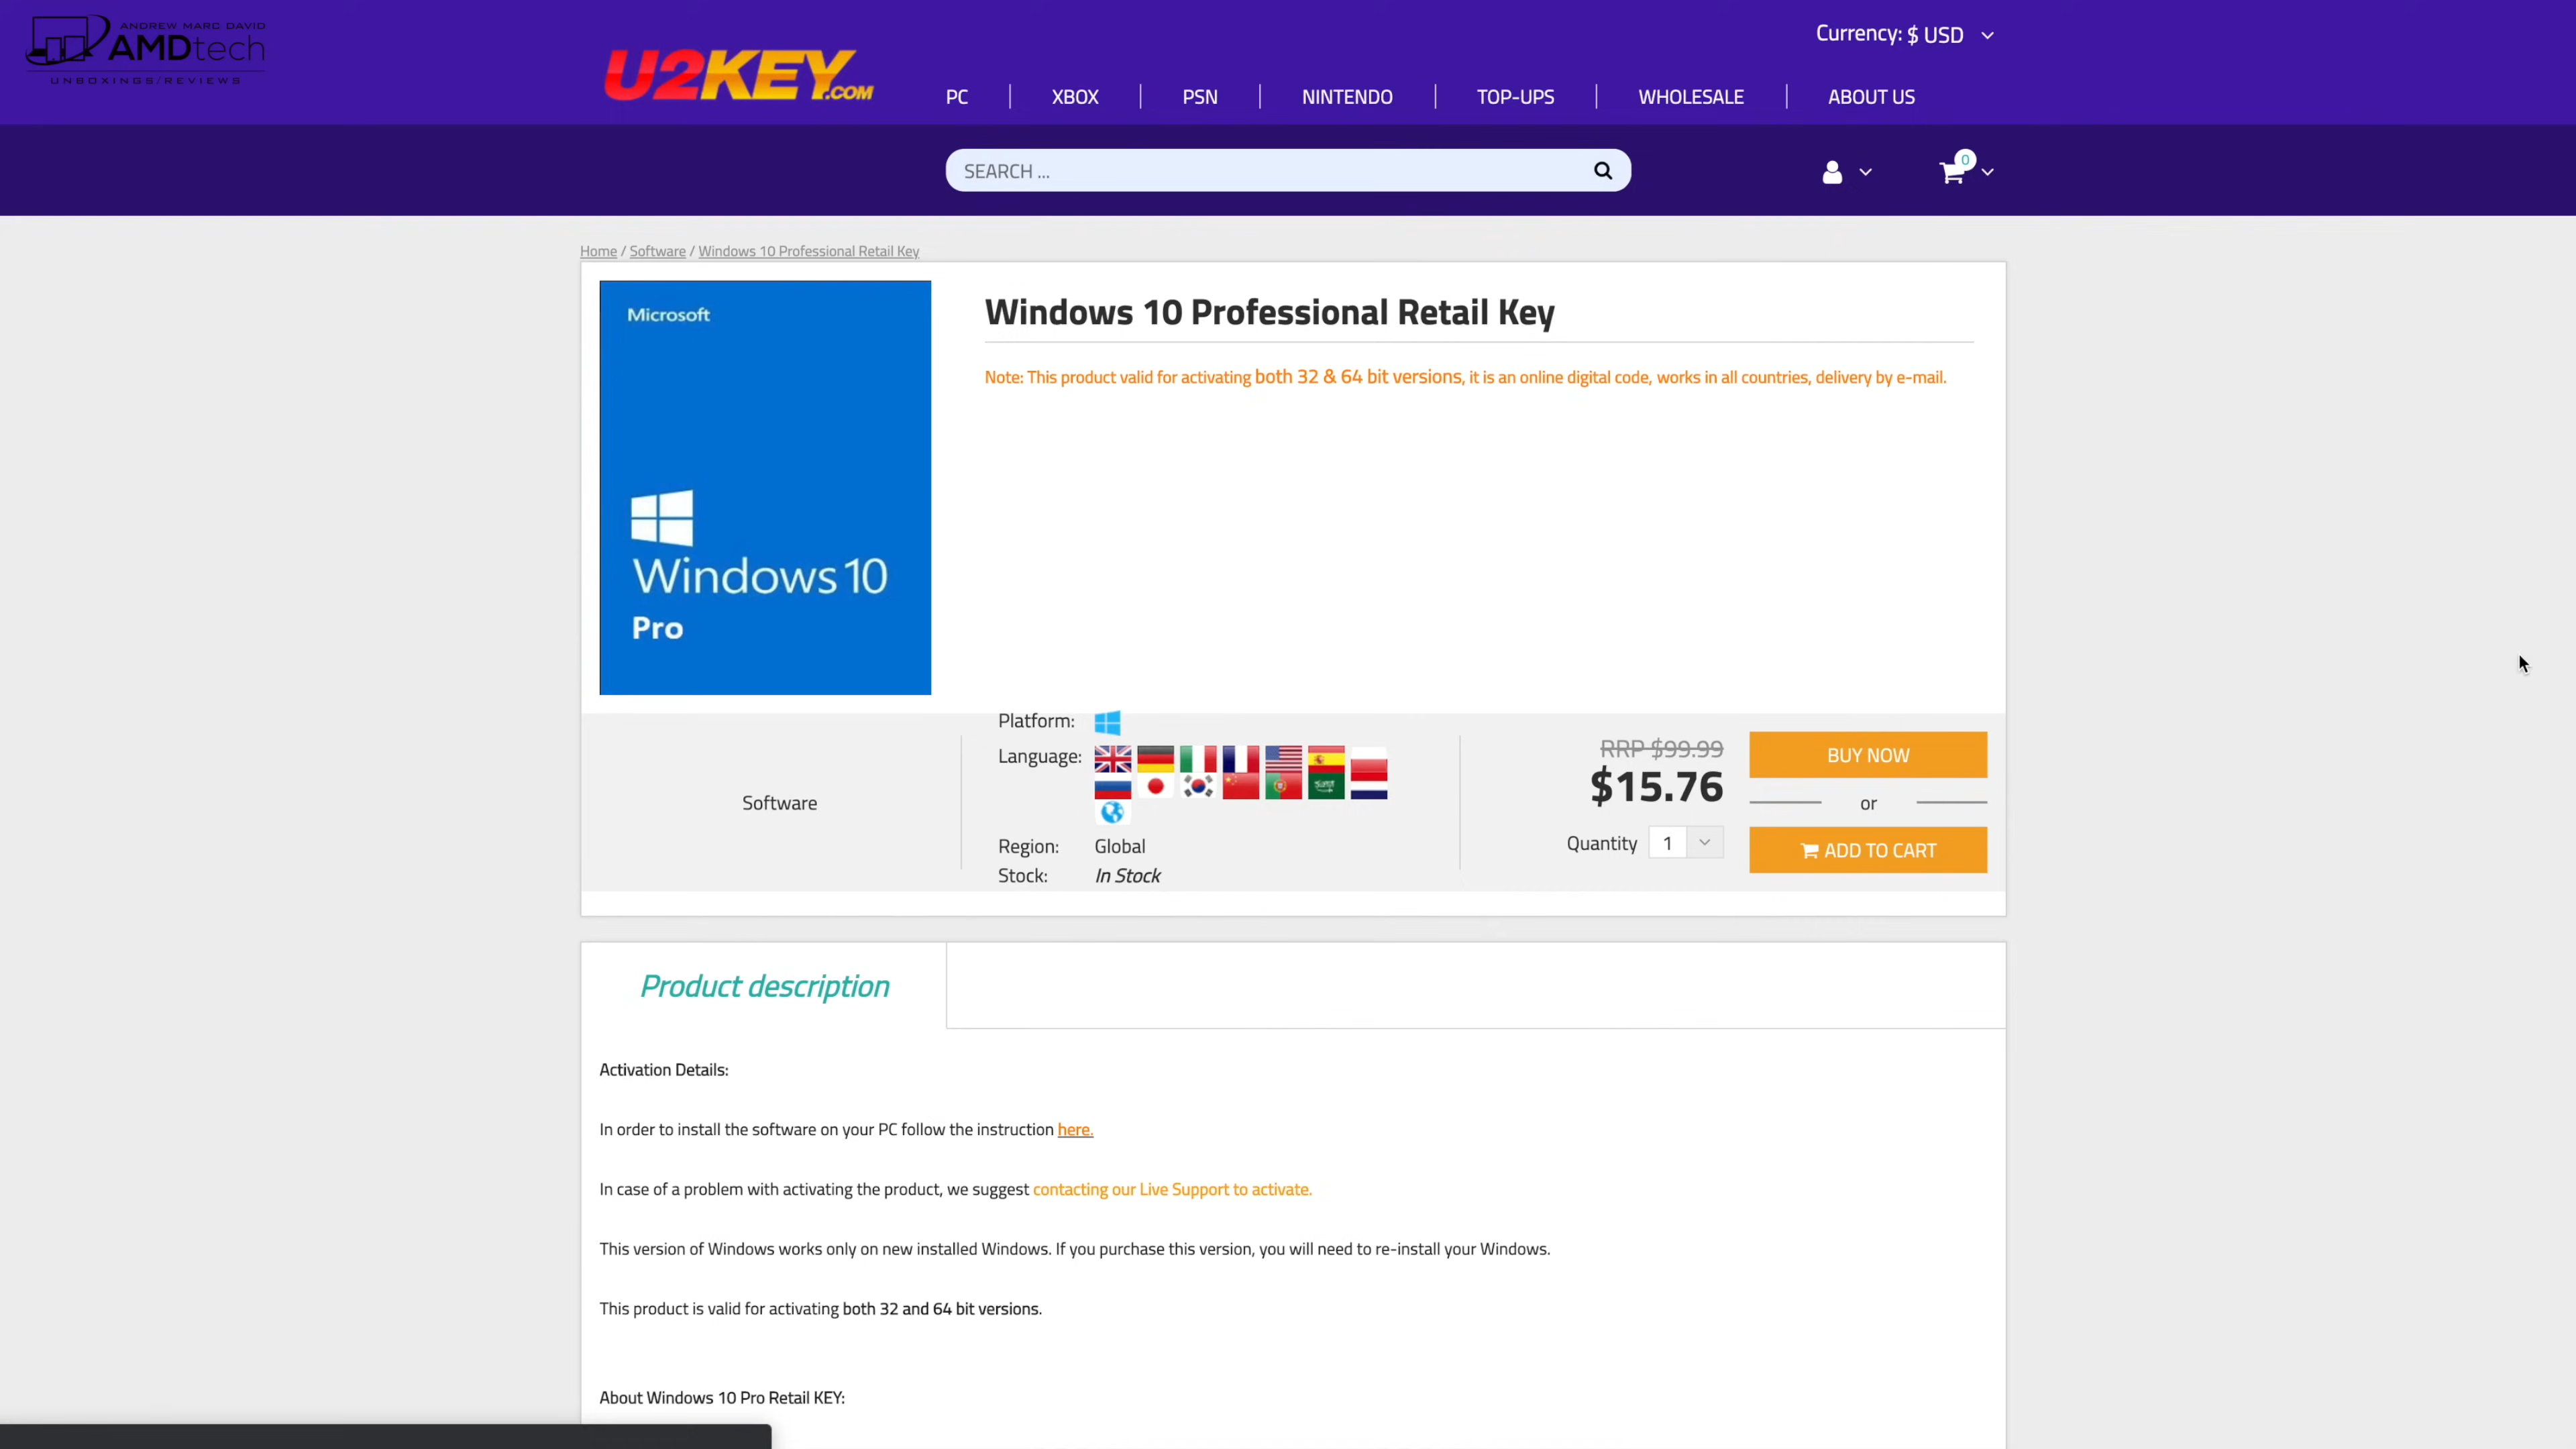 ANDREW MARC DAVID
AMDtech
UNBOXINGS/REVIEWS
Currency: $ USD
U2KEY.COM
PC
XBOX
PSN
NINTENDO
TOP-UPS
WHOLESALE
ABOUT US
SEARCH ...
0
Home / Software / Windows 10 Professional Retail Key
Microsoft
Windows 10
Pro
Windows 10 Professional Retail Key
Note: This product valid for activating both 32 & 64 bit versions, it is an online digital code, works in all countries, delivery by e-mail.
Software
Platform:
Language:
Region: Global
Stock: In Stock
RRP $99.99
$15.76
Quantity 1
BUY NOW
or
ADD TO CART
Product description
Activation Details:
In order to install the software on your PC follow the instruction here.
In case of a problem with activating the product, we suggest contacting our Live Support to activate.
This version of Windows works only on new installed Windows. If you purchase this version, you will need to re-install your Windows.
This product is valid for activating both 32 and 64 bit versions.
About Windows 10 Pro Retail KEY: